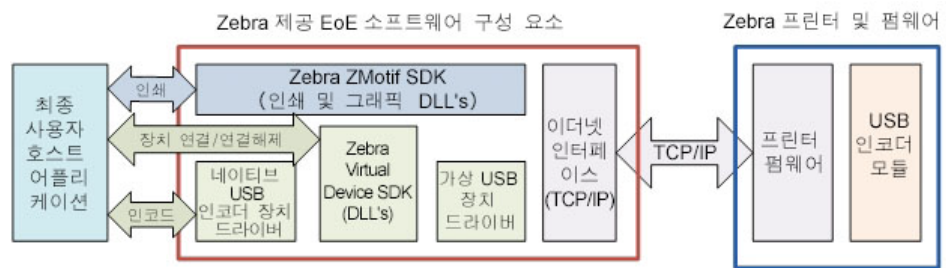 Zebra 제공 EoE 소프트웨어 구성 요소
Zebra 프린터 및 펌웨어
최종
사용자
호스트
어플리
케이션
인쇄
장치 연결/연결해제
인코드
Zebra ZMotif SDK
(인쇄 및 그래픽 DLL's)
네이티브
USB
인코더 장치
드라이버
Zebra
Virtual
Device SDK
(DLL's)
가상 USB
장치
드라이버
이더넷
인터페
이스
(TCP/IP)
TCP/IP
프린터
펌웨어
USB
인코더
모듈